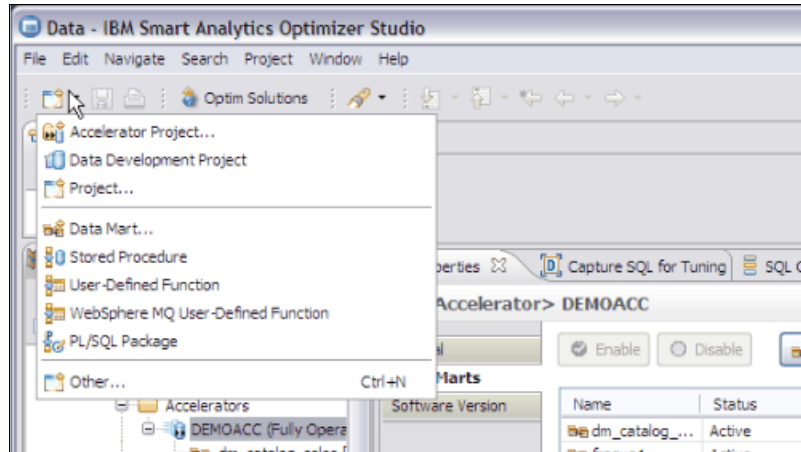 Data - IBM Smart Analytics Optimizer Studio
File Edit Navigate Search Project Window Help
Optim Solutions
Accelerator Project...
Data Development Project
Project...
Data Mart...
Stored Procedure
User-Defined Function
WebSphere MQ User-Defined Function
PL/SQL Package
Other... Ctrl+N
perties Capture SQL for Tuning SQL
Accelerator> DEMOACC
Enable Disable
Marts
Software Version
Name Status
dm_catalog_... Active
Accelerators
DEMOACC (Fully Opera